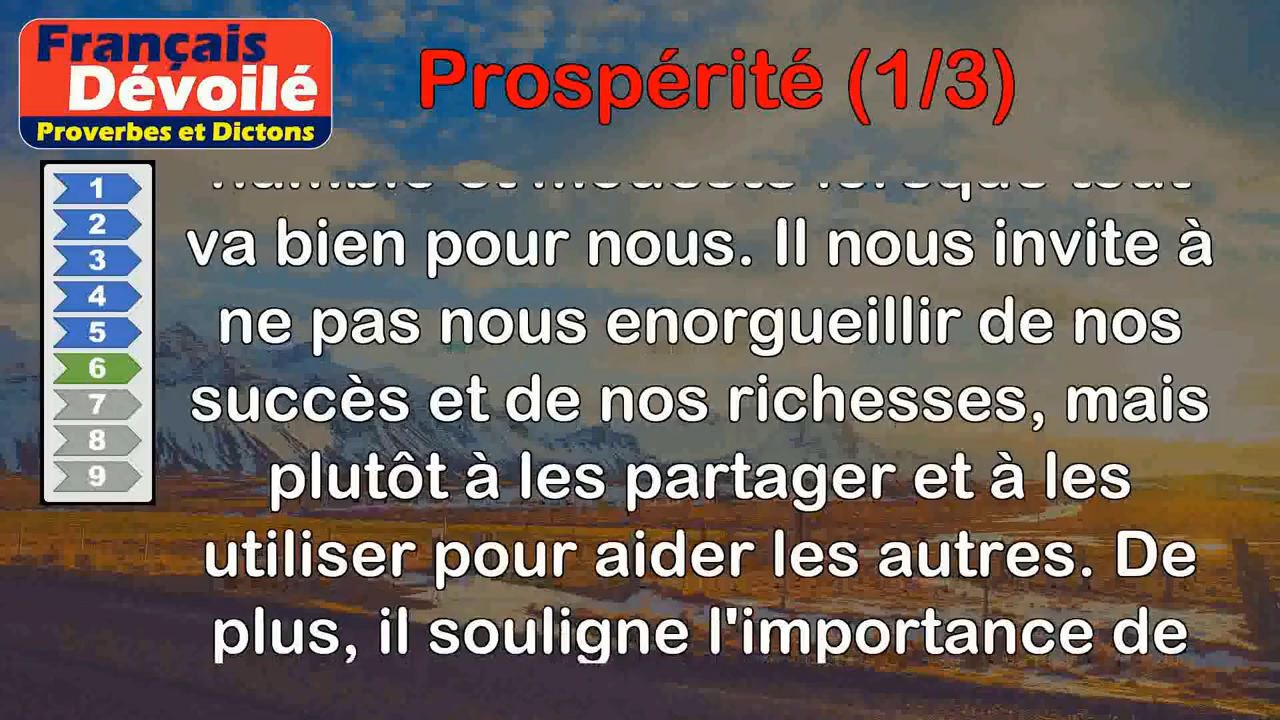 Français
Dévoilé
Proverbes et Dictons
Prospérité (1/3)
1
2
3
4
5
6
7
8
9
va bien pour nous. Il nous invite à
ne pas nous enorgueillir de nos
succès et de nos richesses, mais
plutôt à les partager et à les
utiliser pour aider les autres. De
plus, il souligne l'importance de